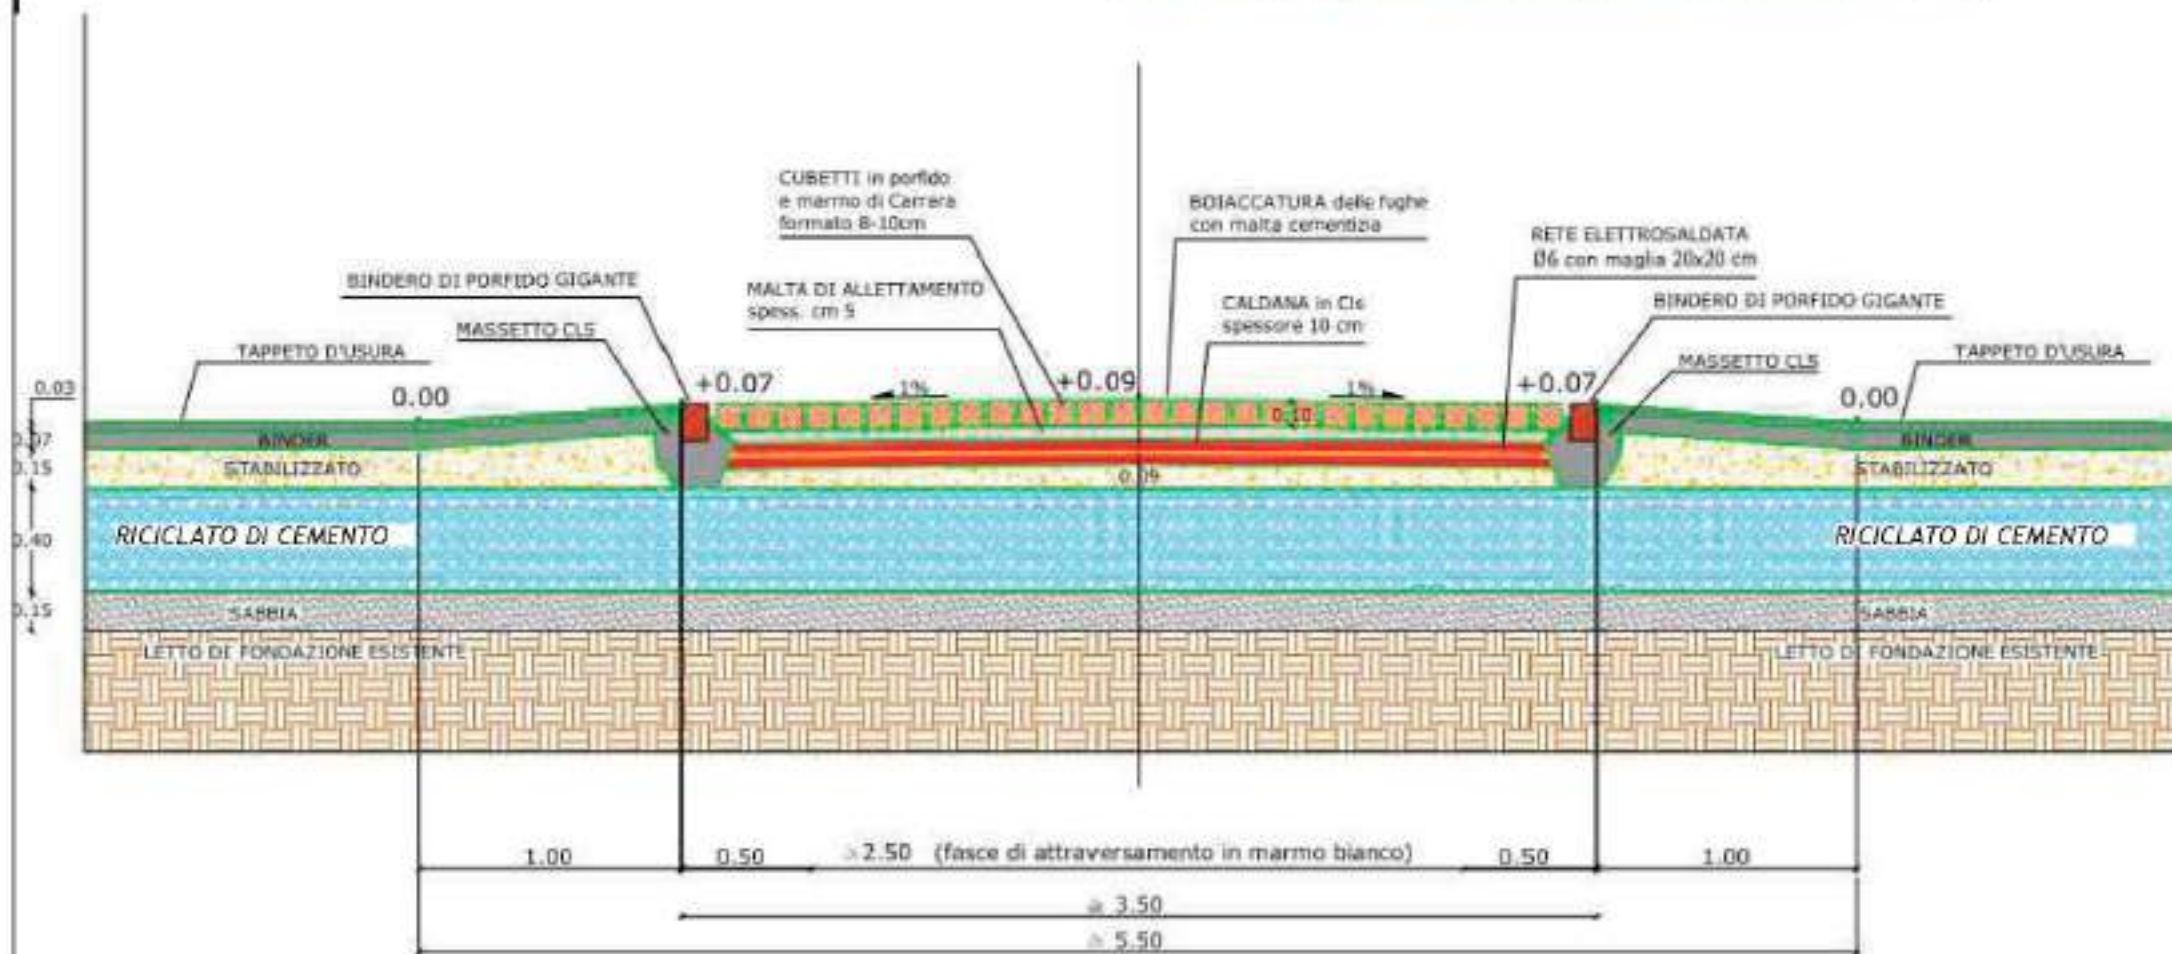 CUBETTI in porfido
e marmo di Carrara
formato 8-10cm
BOIACCATURA delle fughe
con malta cementizia
RETE ELETTROSALDATA
Ø6 con maglia 20x20 cm
BINDERO DI PORFIDO GIGANTE
MALTA DI ALLETTAMENTO
spess. cm 5
CALDANA in Cls
spessore 10 cm
BINDERO DI PORFIDO GIGANTE
MASSETTO CLS
TAPPETO D'USURA
MASSETTO CLS
TAPPETO D'USURA
0.03
0.00
+0.07
1%
+0.09
1%
+0.07
0.00
0.10
0.07
BINDER
BINDER
0.15
STABILIZZATO
0.09
STABILIZZATO
RICICLATO DI CEMENTO
RICICLATO DI CEMENTO
0.40
0.15
SABBIA
SABBIA
LETTO DI FONDAZIONE ESISTENTE
LETTO DI FONDAZIONE ESISTENTE
1.00
0.50
2.50 (fasce di attraversamento in marmo bianco)
0.50
1.00
3.50
5.50